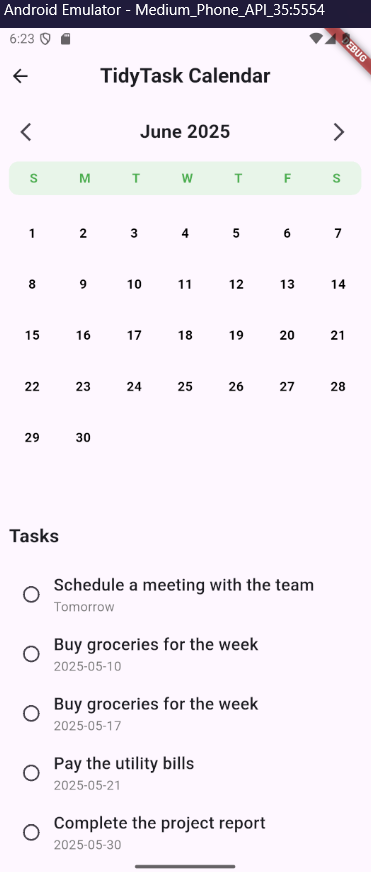 Android Emulator - Medium_Phone_API_35:5554
6:23
TidyTask Calendar
June 2025
S M T W T F S
1 2 3 4 5 6 7
8 9 10 11 12 13 14
15 16 17 18 19 20 21
22 23 24 25 26 27 28
29 30
Tasks
Schedule a meeting with the team
Tomorrow
Buy groceries for the week
2025-05-10
Buy groceries for the week
2025-05-17
Pay the utility bills
2025-05-21
Complete the project report
2025-05-30